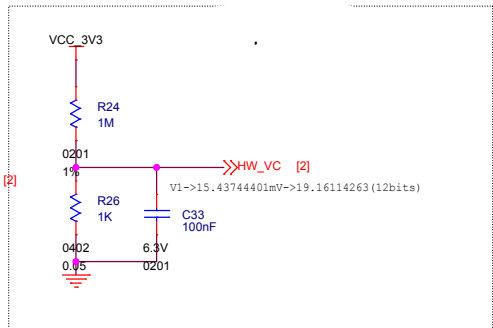 VCC_3V3
R24
1M
0201
1%
[2]
HW_VC [2]
V1->15.43744401mV->19.16114263(12bits)
R26
1K
C33
100nF
0402
0.05
6.3V
0201